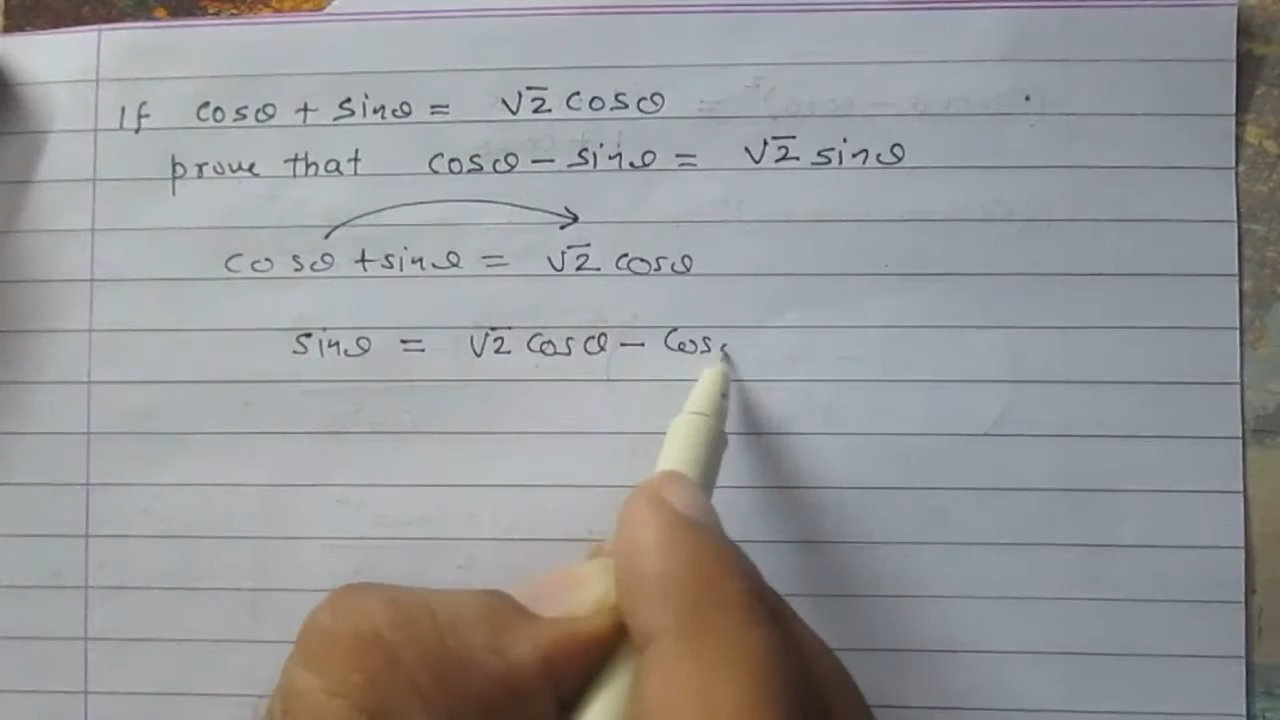 If cosθ + sinθ = √2 cosθ
prove that cosθ - sinθ = √2 sinθ
cosθ + sinθ = √2 cosθ
sinθ = √2 cosθ - cos